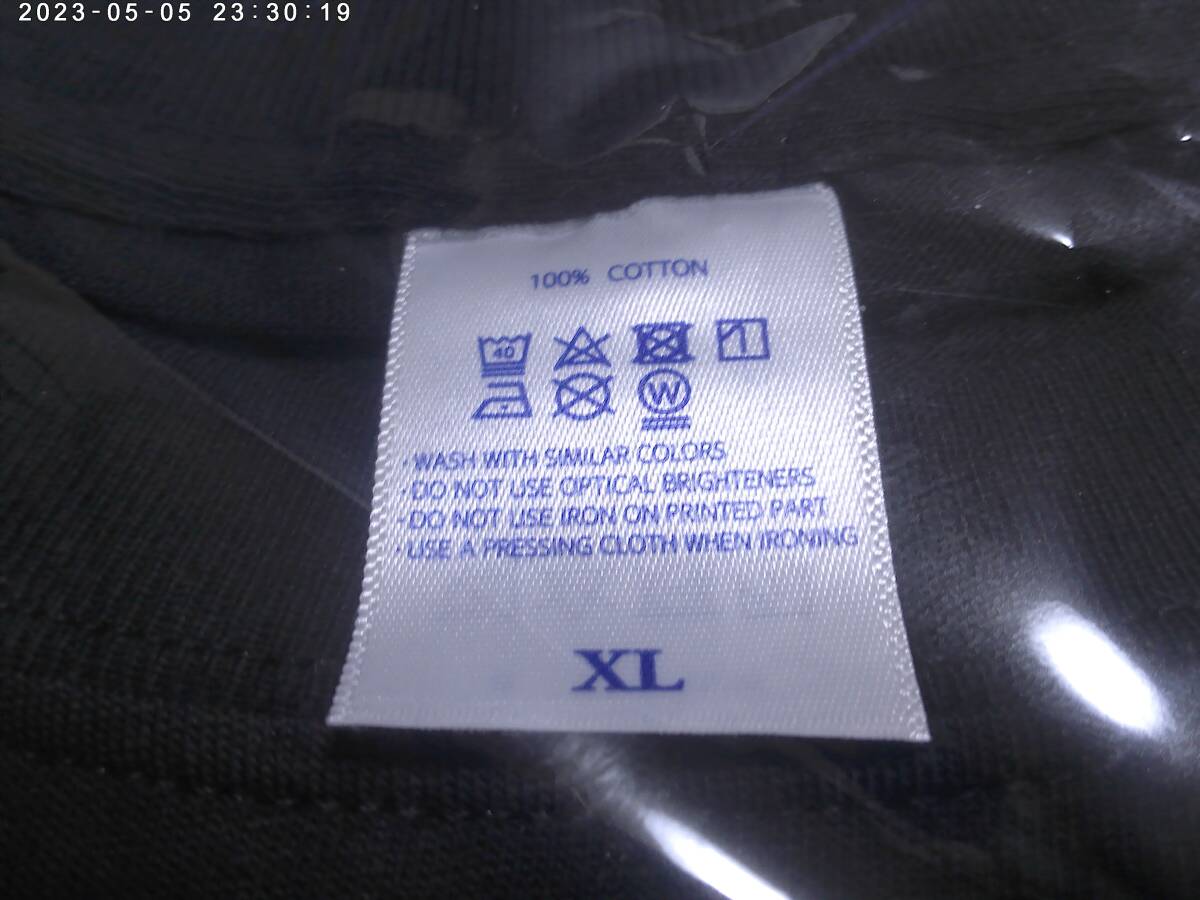 2023-05-05 23:30:19
100% COTTON
40
W
· WASH WITH SIMILAR COLORS
· DO NOT USE OPTICAL BRIGHTENERS
· DO NOT USE IRON ON PRINTED PART
· USE A PRESSING CLOTH WHEN IRONING
XL